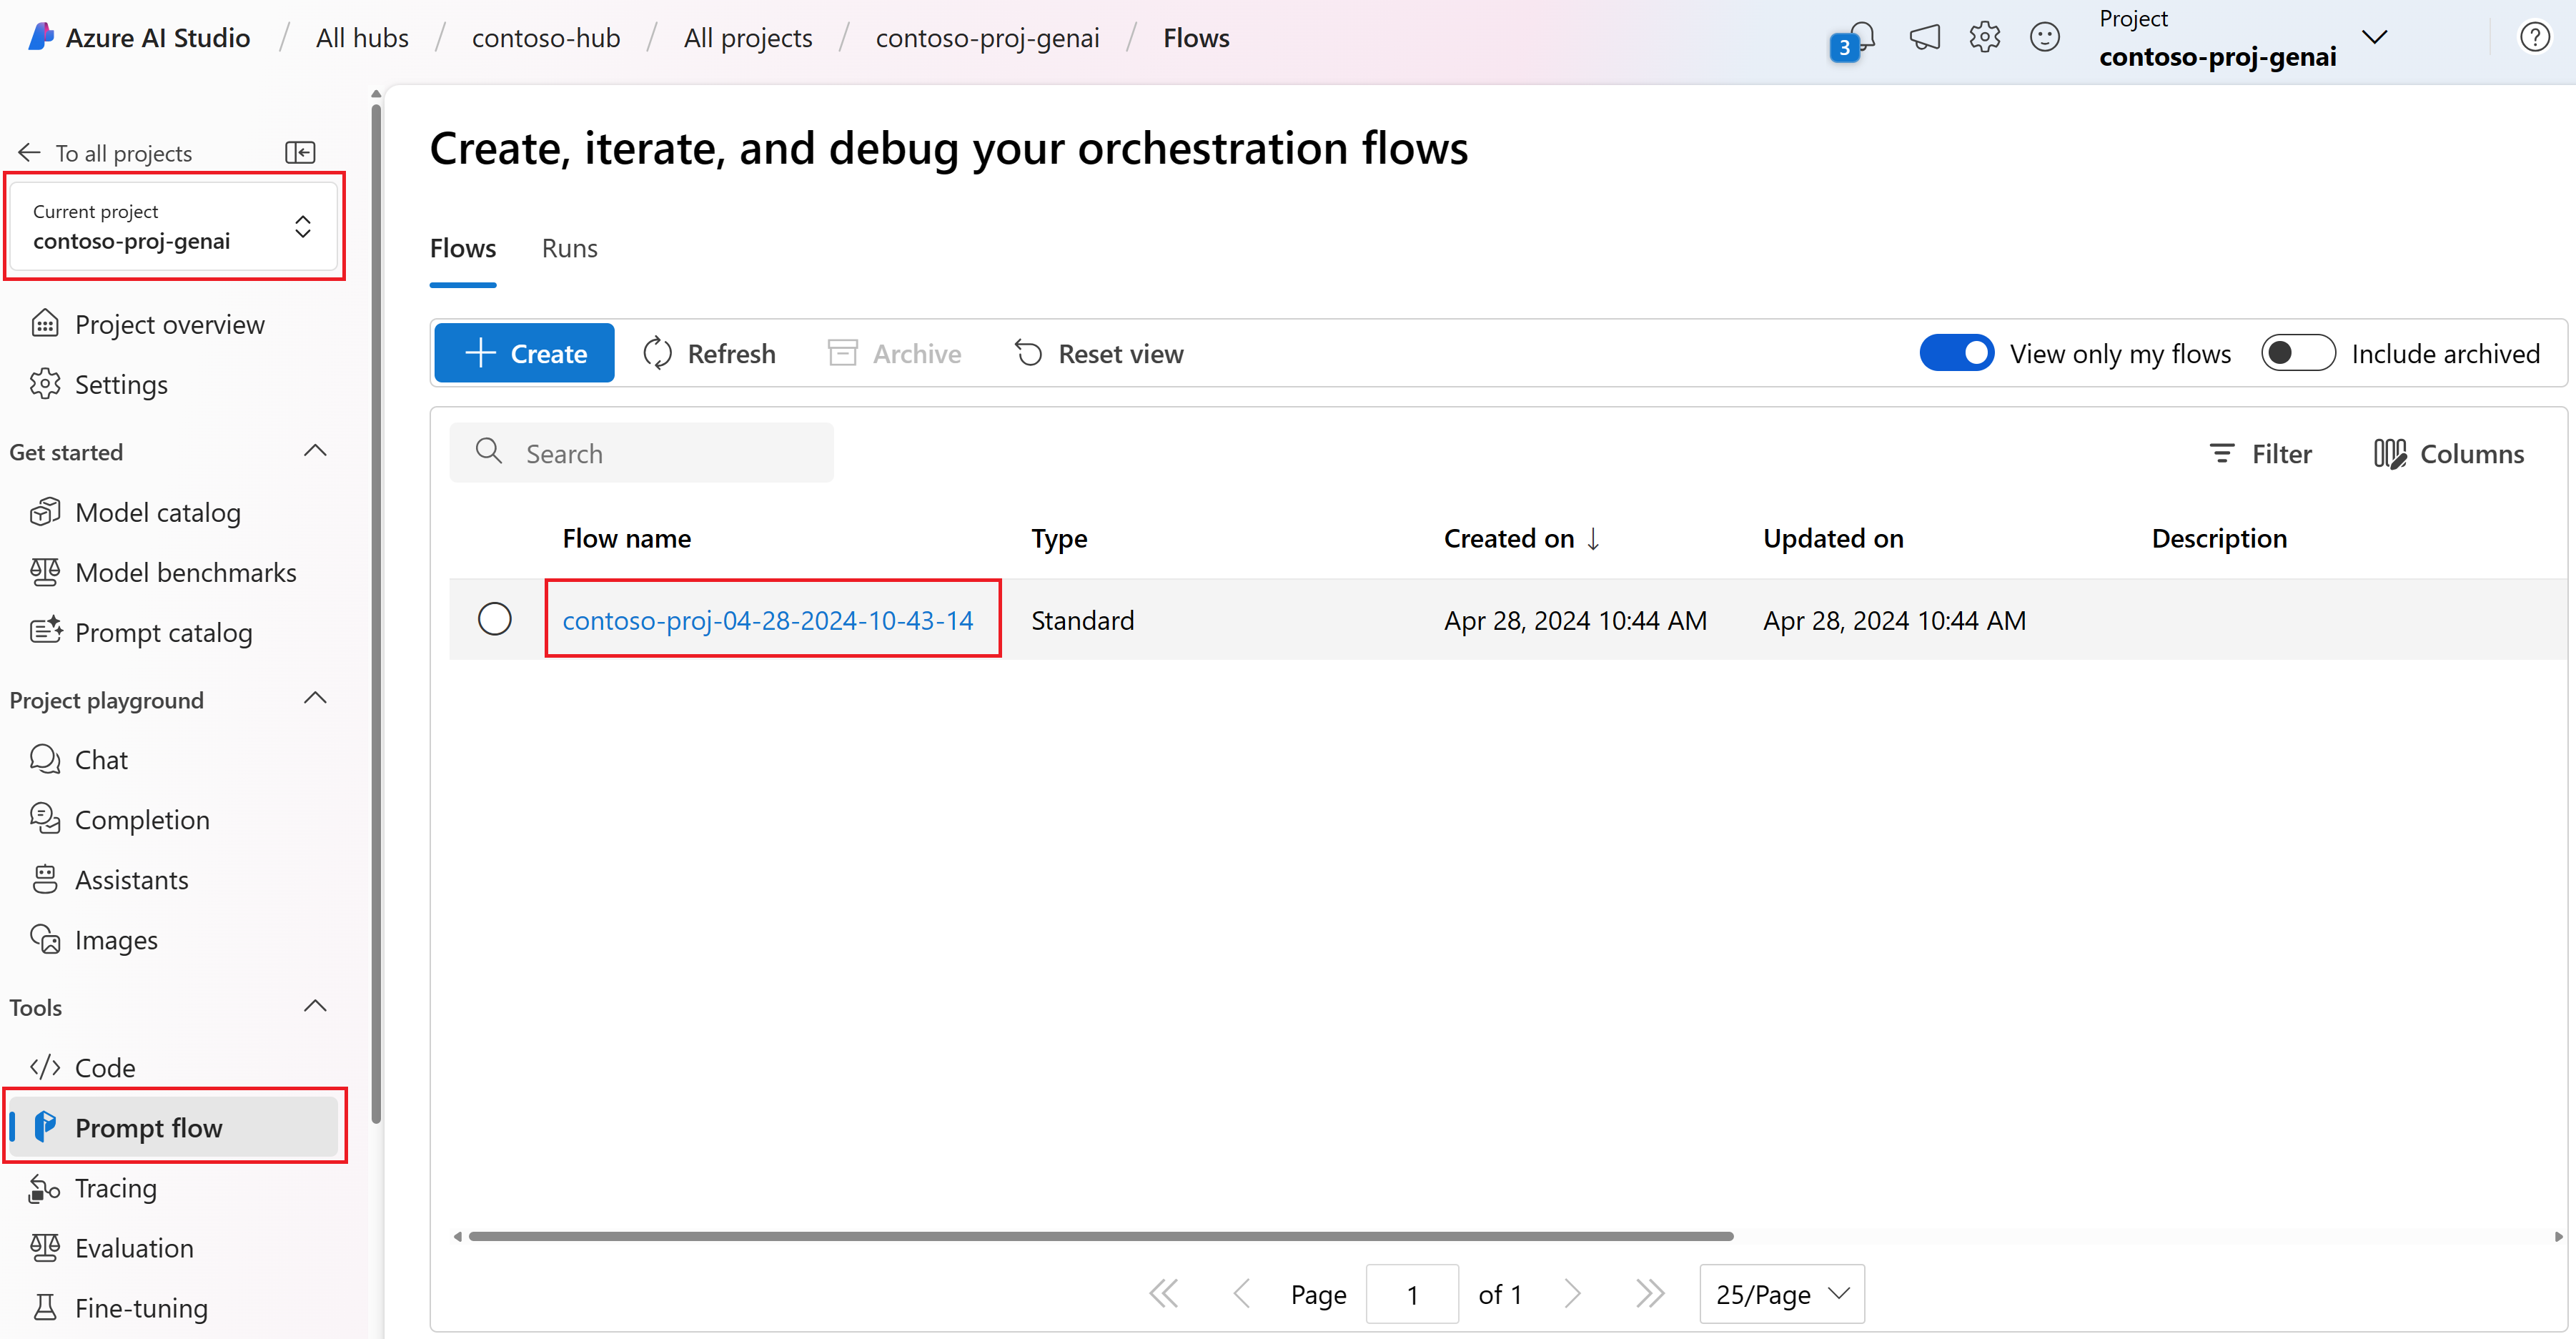 Azure AI Studio / All hubs / contoso-hub / All projects / contoso-proj-genai / Flows
3
Project
contoso-proj-genai
To all projects
Current project
contoso-proj-genai
Project overview
Settings
Get started
Model catalog
Model benchmarks
Prompt catalog
Project playground
Chat
Completion
Assistants
Images
Tools
Code
Prompt flow
Tracing
Evaluation
Fine-tuning
Create, iterate, and debug your orchestration flows
Flows Runs
Create Refresh Archive Reset view View only my flows Include archived
Search Filter Columns
Flow name Type Created on ↓ Updated on Description
contoso-proj-04-28-2024-10-43-14 Standard Apr 28, 2024 10:44 AM Apr 28, 2024 10:44 AM
Page 1 of 1 25/Page